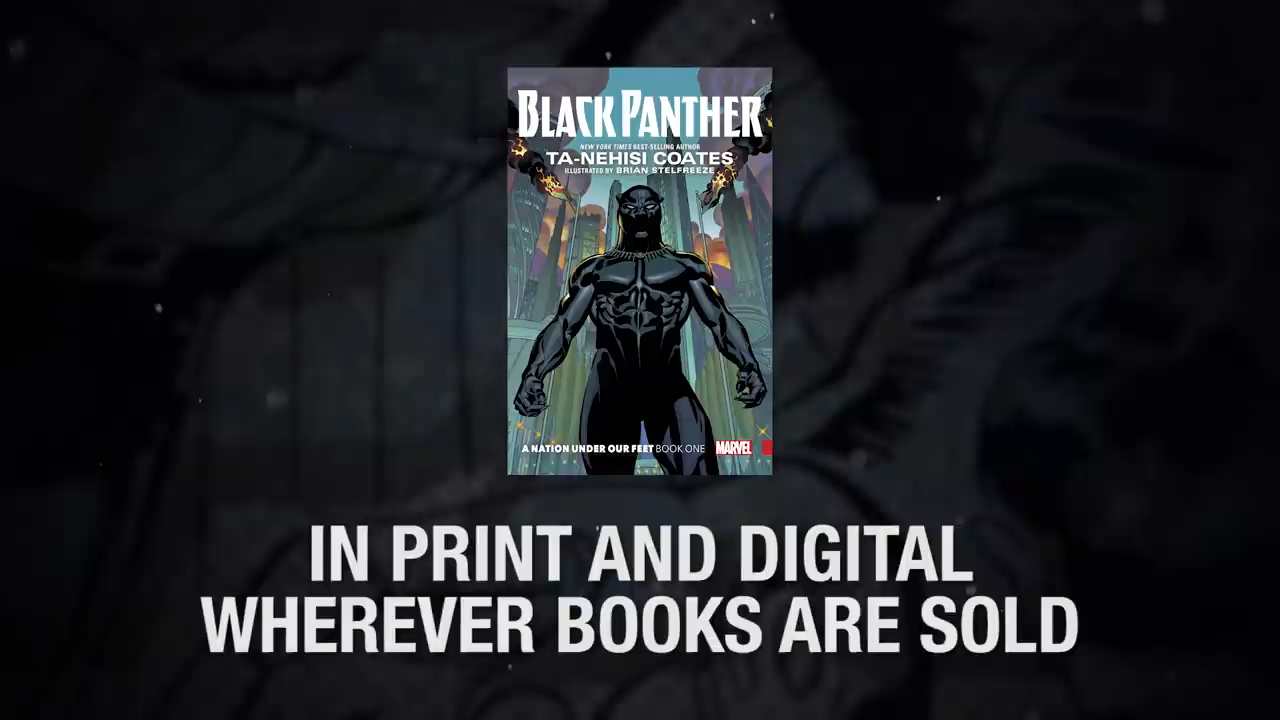 BLACK PANTHER
NEW YORK TIMES BEST-SELLING AUTHOR
TA-NEHISI COATES
ILLUSTRATED BY BRIAN STELFREEZE
A NATION UNDER OUR FEET BOOK ONE MARVEL
IN PRINT AND DIGITAL
WHEREVER BOOKS ARE SOLD